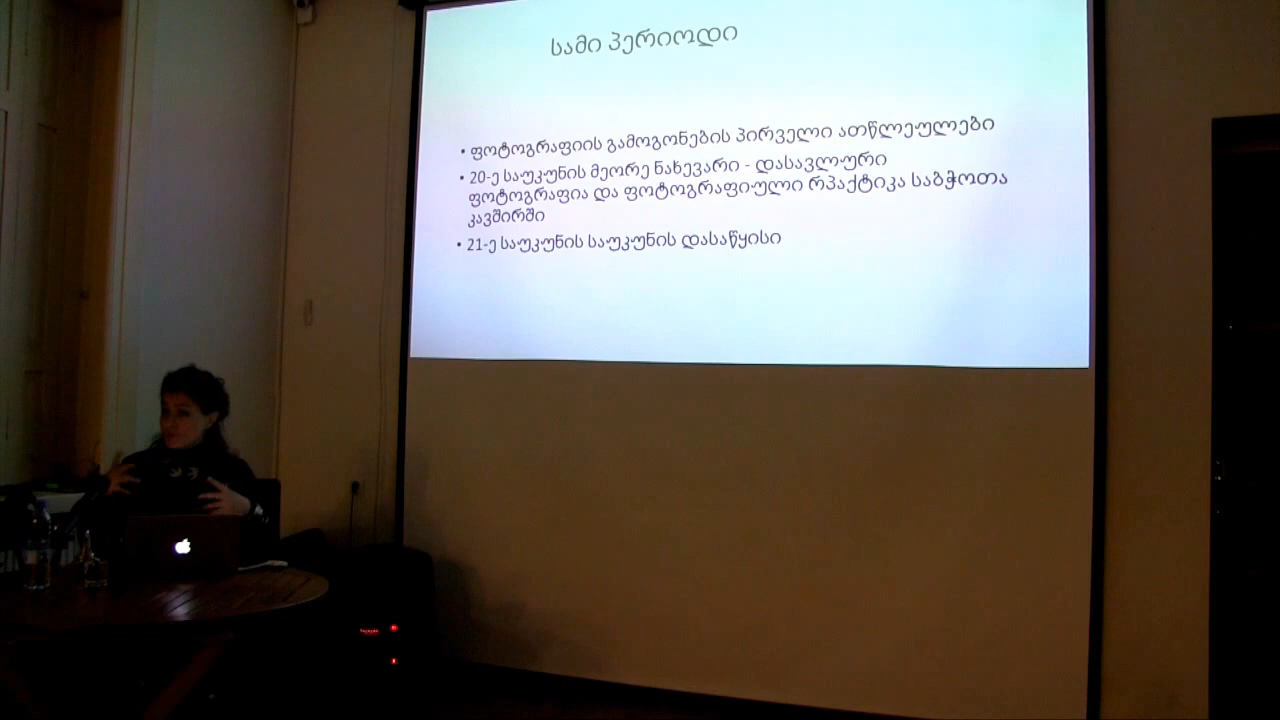 სამი პერიოდი
• ფოტოგრაფიის გამოგონების პირველი ათწლეულები
• 20-ე საუკუნის მეორე ნახევარი - დასავლური
ფოტოგრაფია და ფოტოგრაფიული რპაქტიკა საბჭოთა
კავშირში
• 21-ე საუკუნის საუკუნის დასაწყისი